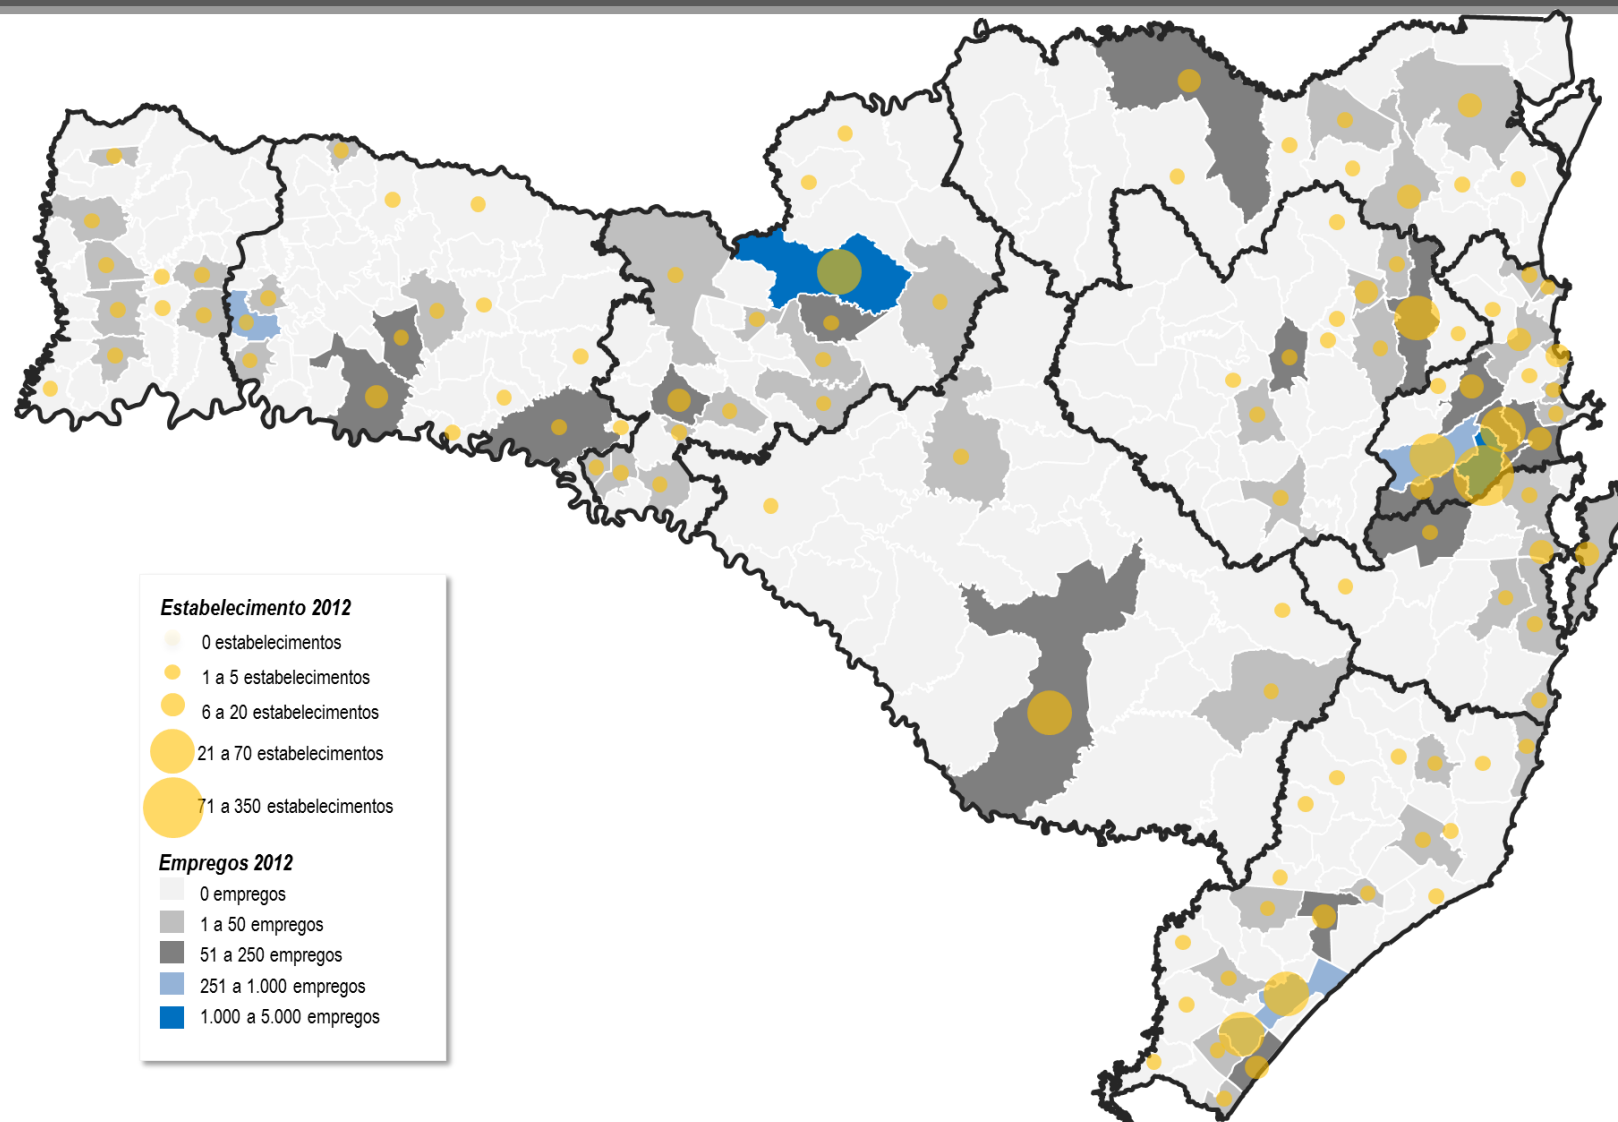 Estabelecimento 2012
0 estabelecimentos
1 a 5 estabelecimentos
6 a 20 estabelecimentos
21 a 70 estabelecimentos
71 a 350 estabelecimentos
Empregos 2012
0 empregos
1 a 50 empregos
51 a 250 empregos
251 a 1.000 empregos
1.000 a 5.000 empregos